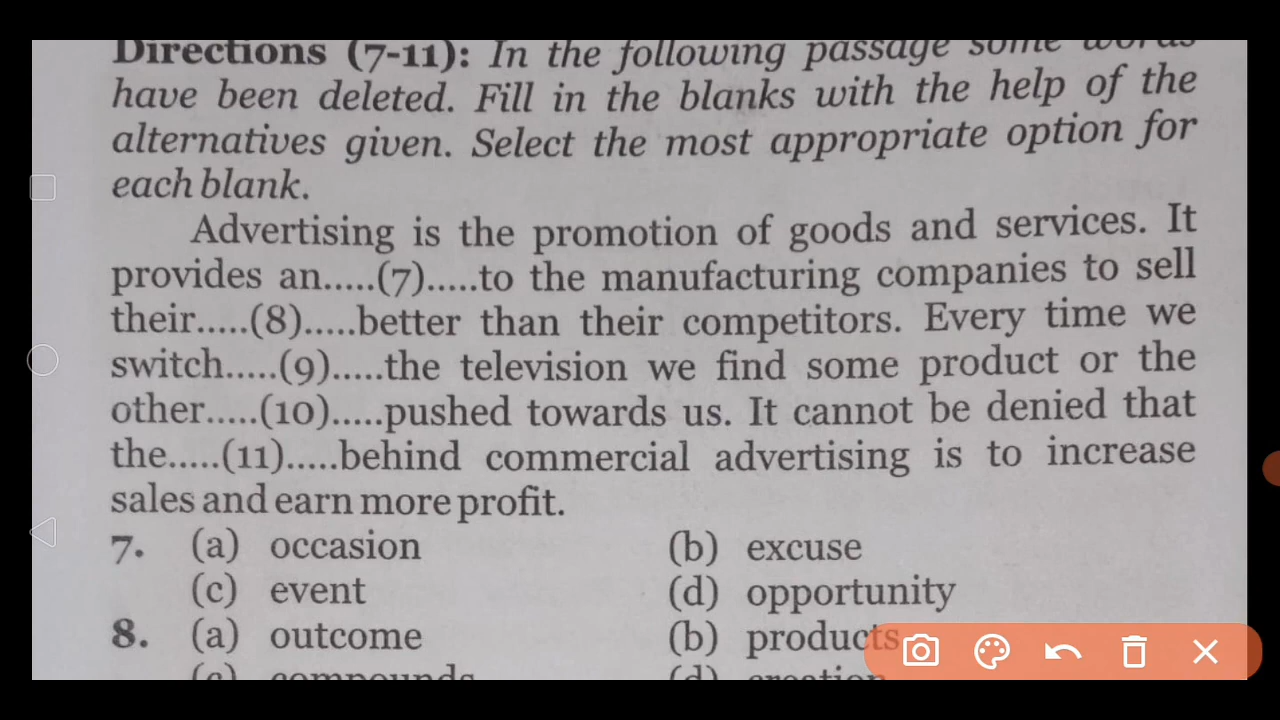 Directions (7-11): In the following passage some words
have been deleted. Fill in the blanks with the help of the
alternatives given. Select the most appropriate option for
each blank.
Advertising is the promotion of goods and services. It
provides an.....(7).....to the manufacturing companies to sell
their.....(8).....better than their competitors. Every time we
switch.....(9).....the television we find some product or the
other.....(10).....pushed towards us. It cannot be denied that
the.....(11).....behind commercial advertising is to increase
sales and earn more profit.
7. (a) occasion (b) excuse
(c) event (d) opportunity
8. (a) outcome (b) products
(c) compounds (d) creation